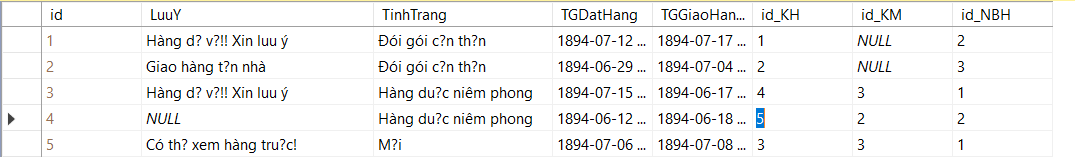 id LuuY TinhTrang TGDatHang TGGiaoHan... id_KH id_KM id_NBH
1 Hàng d? v?!! Xin luu ý Đói gói c?n th?n 1894-07-12 ... 1894-07-17 ... 1 NULL 2
2 Giao hàng t?n nhà Đói gói c?n th?n 1894-06-29 ... 1894-07-04 ... 2 NULL 3
3 Hàng d? v?!! Xin luu ý Hàng du?c niêm phong 1894-07-15 ... 1894-06-17 ... 4 3 1
4 NULL Hàng du?c niêm phong 1894-06-12 ... 1894-06-18 ... 5 2 2
5 Có th? xem hàng tru?c! M?i 1894-07-06 ... 1894-07-08 ... 3 3 1